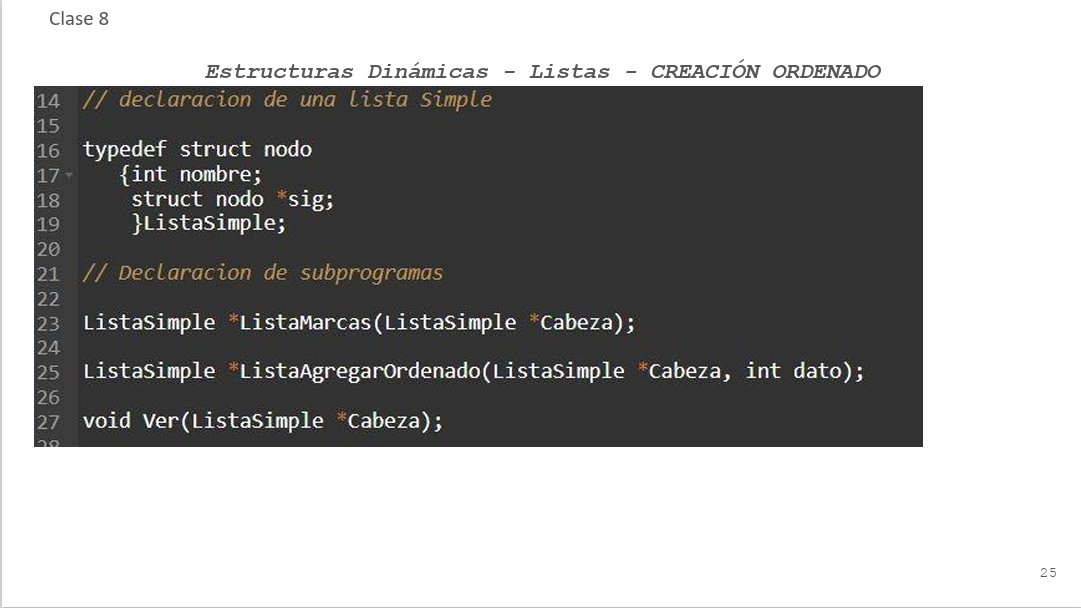 Clase 8
Estructuras Dinámicas - Listas - CREACIÓN ORDENADO
14 // declaracion de una lista Simple
15
16 typedef struct nodo
17 {int nombre;
18 struct nodo *sig;
19 }ListaSimple;
20
21 // Declaracion de subprogramas
22
23 ListaSimple *ListaMarcas(ListaSimple *Cabeza);
24
25 ListaSimple *ListaAgregarOrdenado(ListaSimple *Cabeza, int dato);
26
27 void Ver(ListaSimple *Cabeza);
28
25